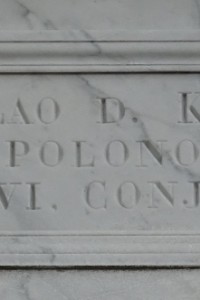 LAO D. K
POLONO
VI. CONJ